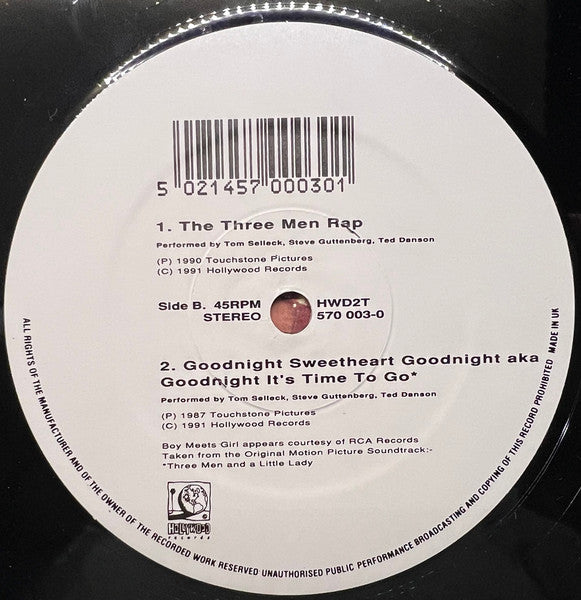 5 021457 000301
1. The Three Men Rap
Performed by Tom Selleck, Steve Guttenberg, Ted Danson
(P) 1990 Touchstone Pictures
(C) 1991 Hollywood Records
Side B. 45RPM
STEREO
HWD2T
570 003-0
2. Goodnight Sweetheart Goodnight aka
Goodnight It's Time To Go*
Performed by Tom Selleck, Steve Guttenberg, Ted Danson
(P) 1987 Touchstone Pictures
(C) 1991 Hollywood Records
Boy Meets Girl appears courtesy of RCA Records
Taken from the Original Motion Picture Soundtrack:-
*Three Men and a Little Lady
HOLLYWOOD
records
ALL RIGHTS OF THE MANUFACTURER AND OF THE OWNER OF THE RECORDED WORK RESERVED UNAUTHORISED PUBLIC PERFORMANCE BROADCASTING AND COPYING OF THIS RECORD PROHIBITED MADE IN UK